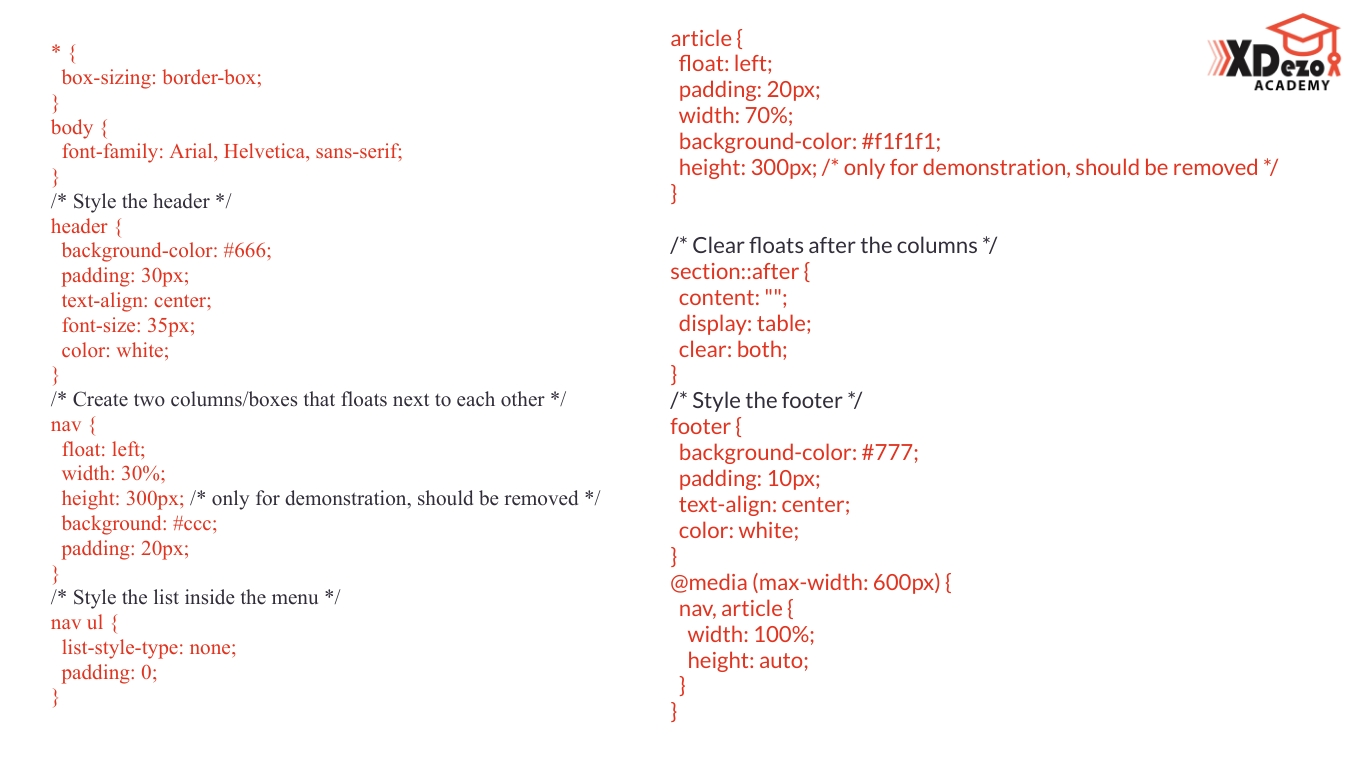 * {
  box-sizing: border-box;
}
body {
  font-family: Arial, Helvetica, sans-serif;
}
/* Style the header */
header {
  background-color: #666;
  padding: 30px;
  text-align: center;
  font-size: 35px;
  color: white;
}
/* Create two columns/boxes that floats next to each other */
nav {
  float: left;
  width: 30%;
  height: 300px; /* only for demonstration, should be removed */
  background: #ccc;
  padding: 20px;
}
/* Style the list inside the menu */
nav ul {
  list-style-type: none;
  padding: 0;
}
article {
  float: left;
  padding: 20px;
  width: 70%;
  background-color: #f1f1f1;
  height: 300px; /* only for demonstration, should be removed */
}

/* Clear floats after the columns */
section::after {
  content: "";
  display: table;
  clear: both;
}
/* Style the footer */
footer {
  background-color: #777;
  padding: 10px;
  text-align: center;
  color: white;
}
@media (max-width: 600px) {
  nav, article {
    width: 100%;
    height: auto;
  }
}
XDezo
ACADEMY